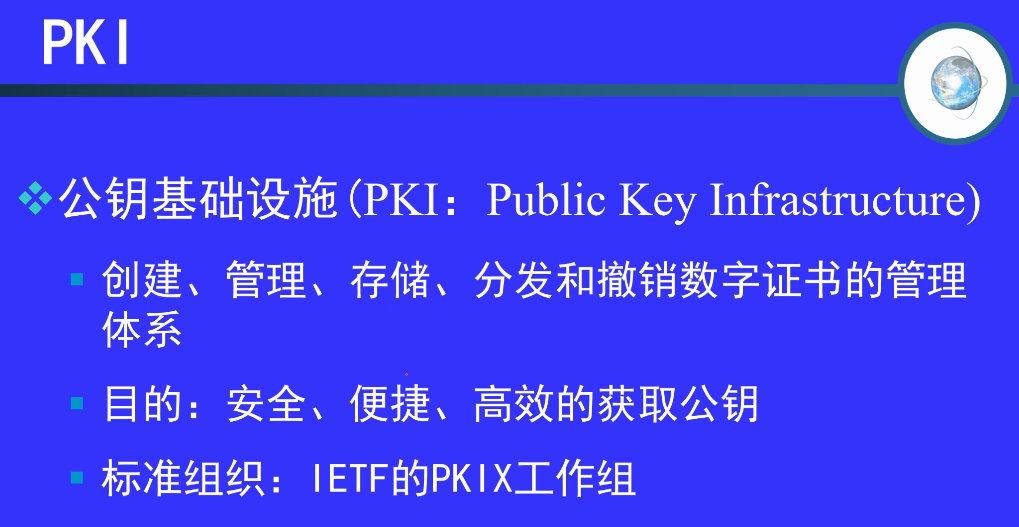 PKI
公钥基础设施(PKI：Public Key Infrastructure)
创建、管理、存储、分发和撤销数字证书的管理
体系
目的：安全、便捷、高效的获取公钥
标准组织：IETF的PKIX工作组